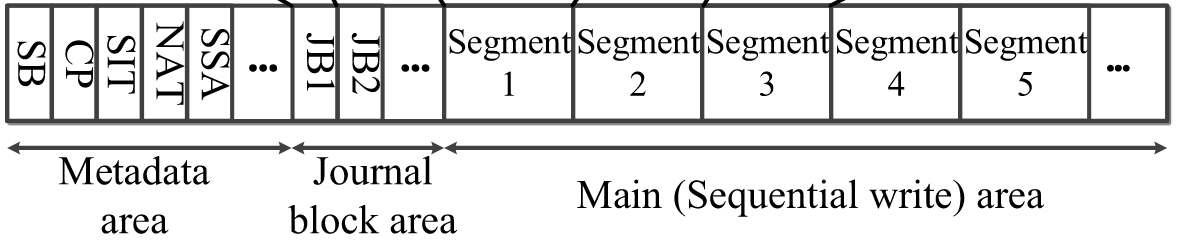 SB CP SIT NAT SSA ... JB1 JB2 ... Segment 1 Segment 2 Segment 3 Segment 4 Segment 5 ...
Metadata area
Journal block area
Main (Sequential write) area